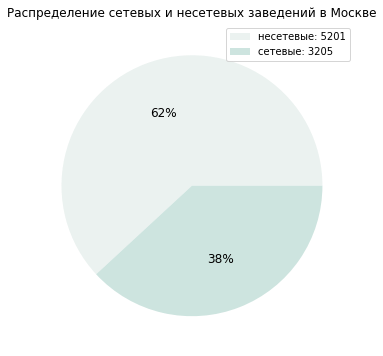 Распределение сетевых и несетевых заведений в Москве
несетевые: 5201
сетевые: 3205
62%
38%